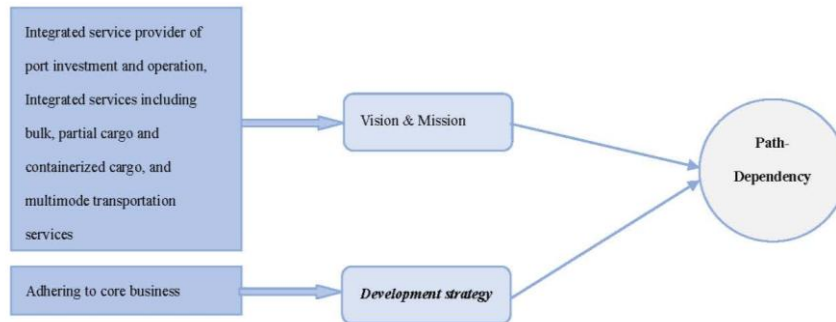 Integrated service provider of
port investment and operation,
Integrated services including
bulk, partial cargo and
containerized cargo, and
multimode transportation
services
Vision & Mission
Path-
Dependency
Adhering to core business
Development strategy